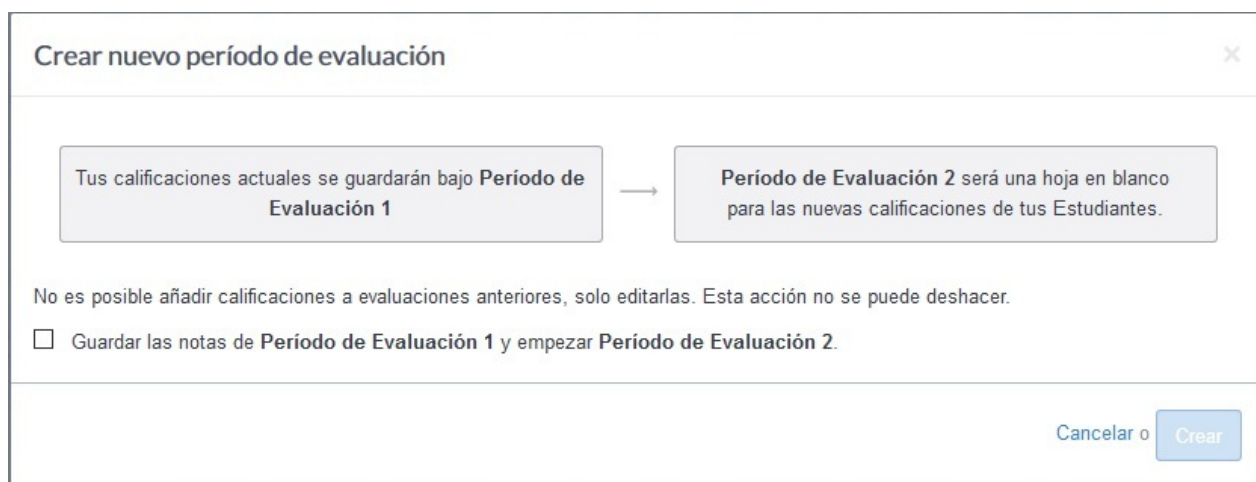 Crear nuevo período de evaluación
×
Tus calificaciones actuales se guardarán bajo Período de
Evaluación 1
Período de Evaluación 2 será una hoja en blanco
para las nuevas calificaciones de tus Estudiantes.
No es posible añadir calificaciones a evaluaciones anteriores, solo editarlas. Esta acción no se puede deshacer.
Guardar las notas de Período de Evaluación 1 y empezar Período de Evaluación 2.
Cancelar o Crear